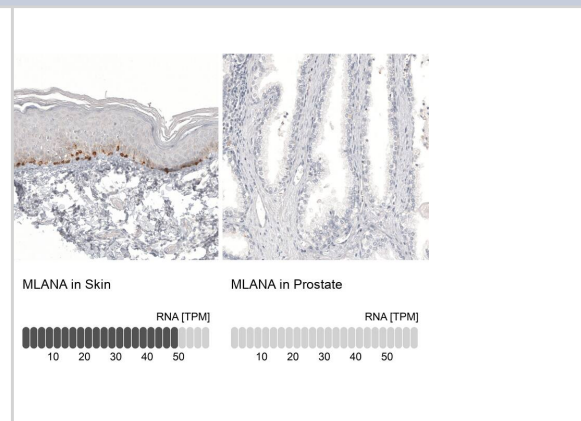 MLANA in Skin
MLANA in Prostate
RNA [TPM]
RNA [TPM]
10 20 30 40 50
10 20 30 40 50